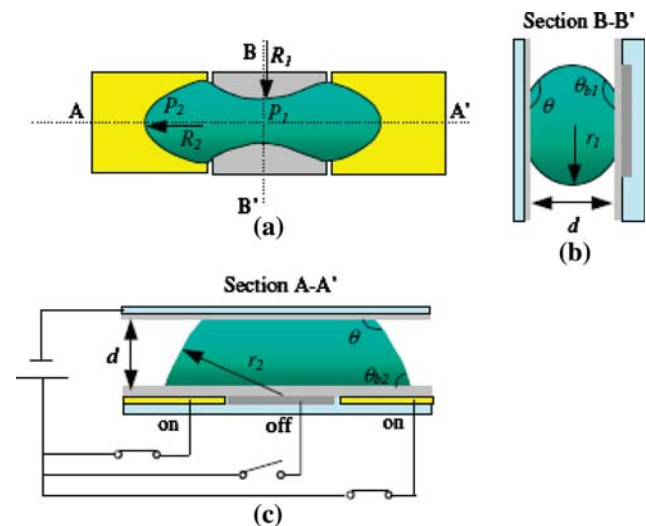 B
R1
A
P2
P1
A'
R2
B'
(a)
Section B-B'
θ
θb1
r1
d
(b)
Section A-A'
d
θ
r2
θb2
on
off
on
(c)